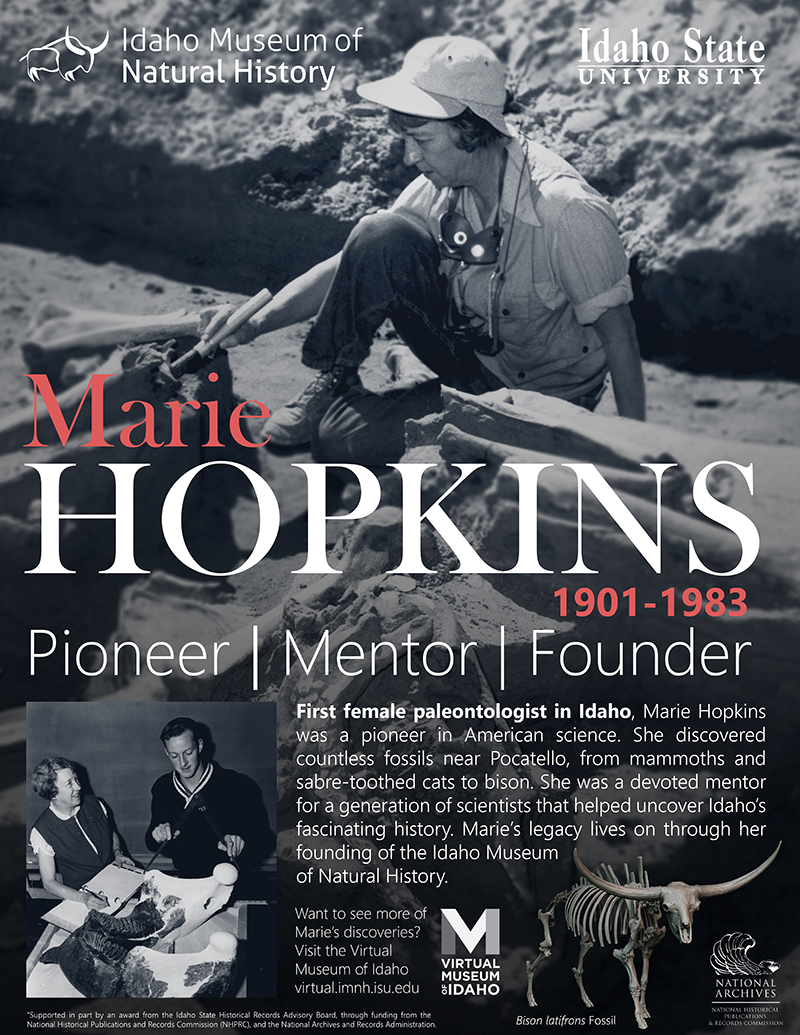 Idaho Museum of
Natural History
Idaho State
UNIVERSITY
Marie
HOPKINS
1901-1983
Pioneer | Mentor | Founder
First female paleontologist in Idaho, Marie Hopkins
was a pioneer in American science. She discovered
countless fossils near Pocatello, from mammoths and
sabre-toothed cats to bison. She was a devoted mentor
for a generation of scientists that helped uncover Idaho's
fascinating history. Marie's legacy lives on through her
founding of the Idaho Museum
of Natural History.
Want to see more of
Marie's discoveries?
Visit the Virtual
Museum of Idaho
virtual.imnh.isu.edu
M
VIRTUAL
MUSEUM
OF IDAHO
Bison latifrons Fossil
NATIONAL
ARCHIVES
NATIONAL HISTORICAL
PUBLICATIONS
& RECORDS COMMISSION
*Supported in part by an award from the Idaho State Historical Records Advisory Board, through funding from the
National Historical Publications and Records Commission (NHPRC), and the National Archives and Records Administration.